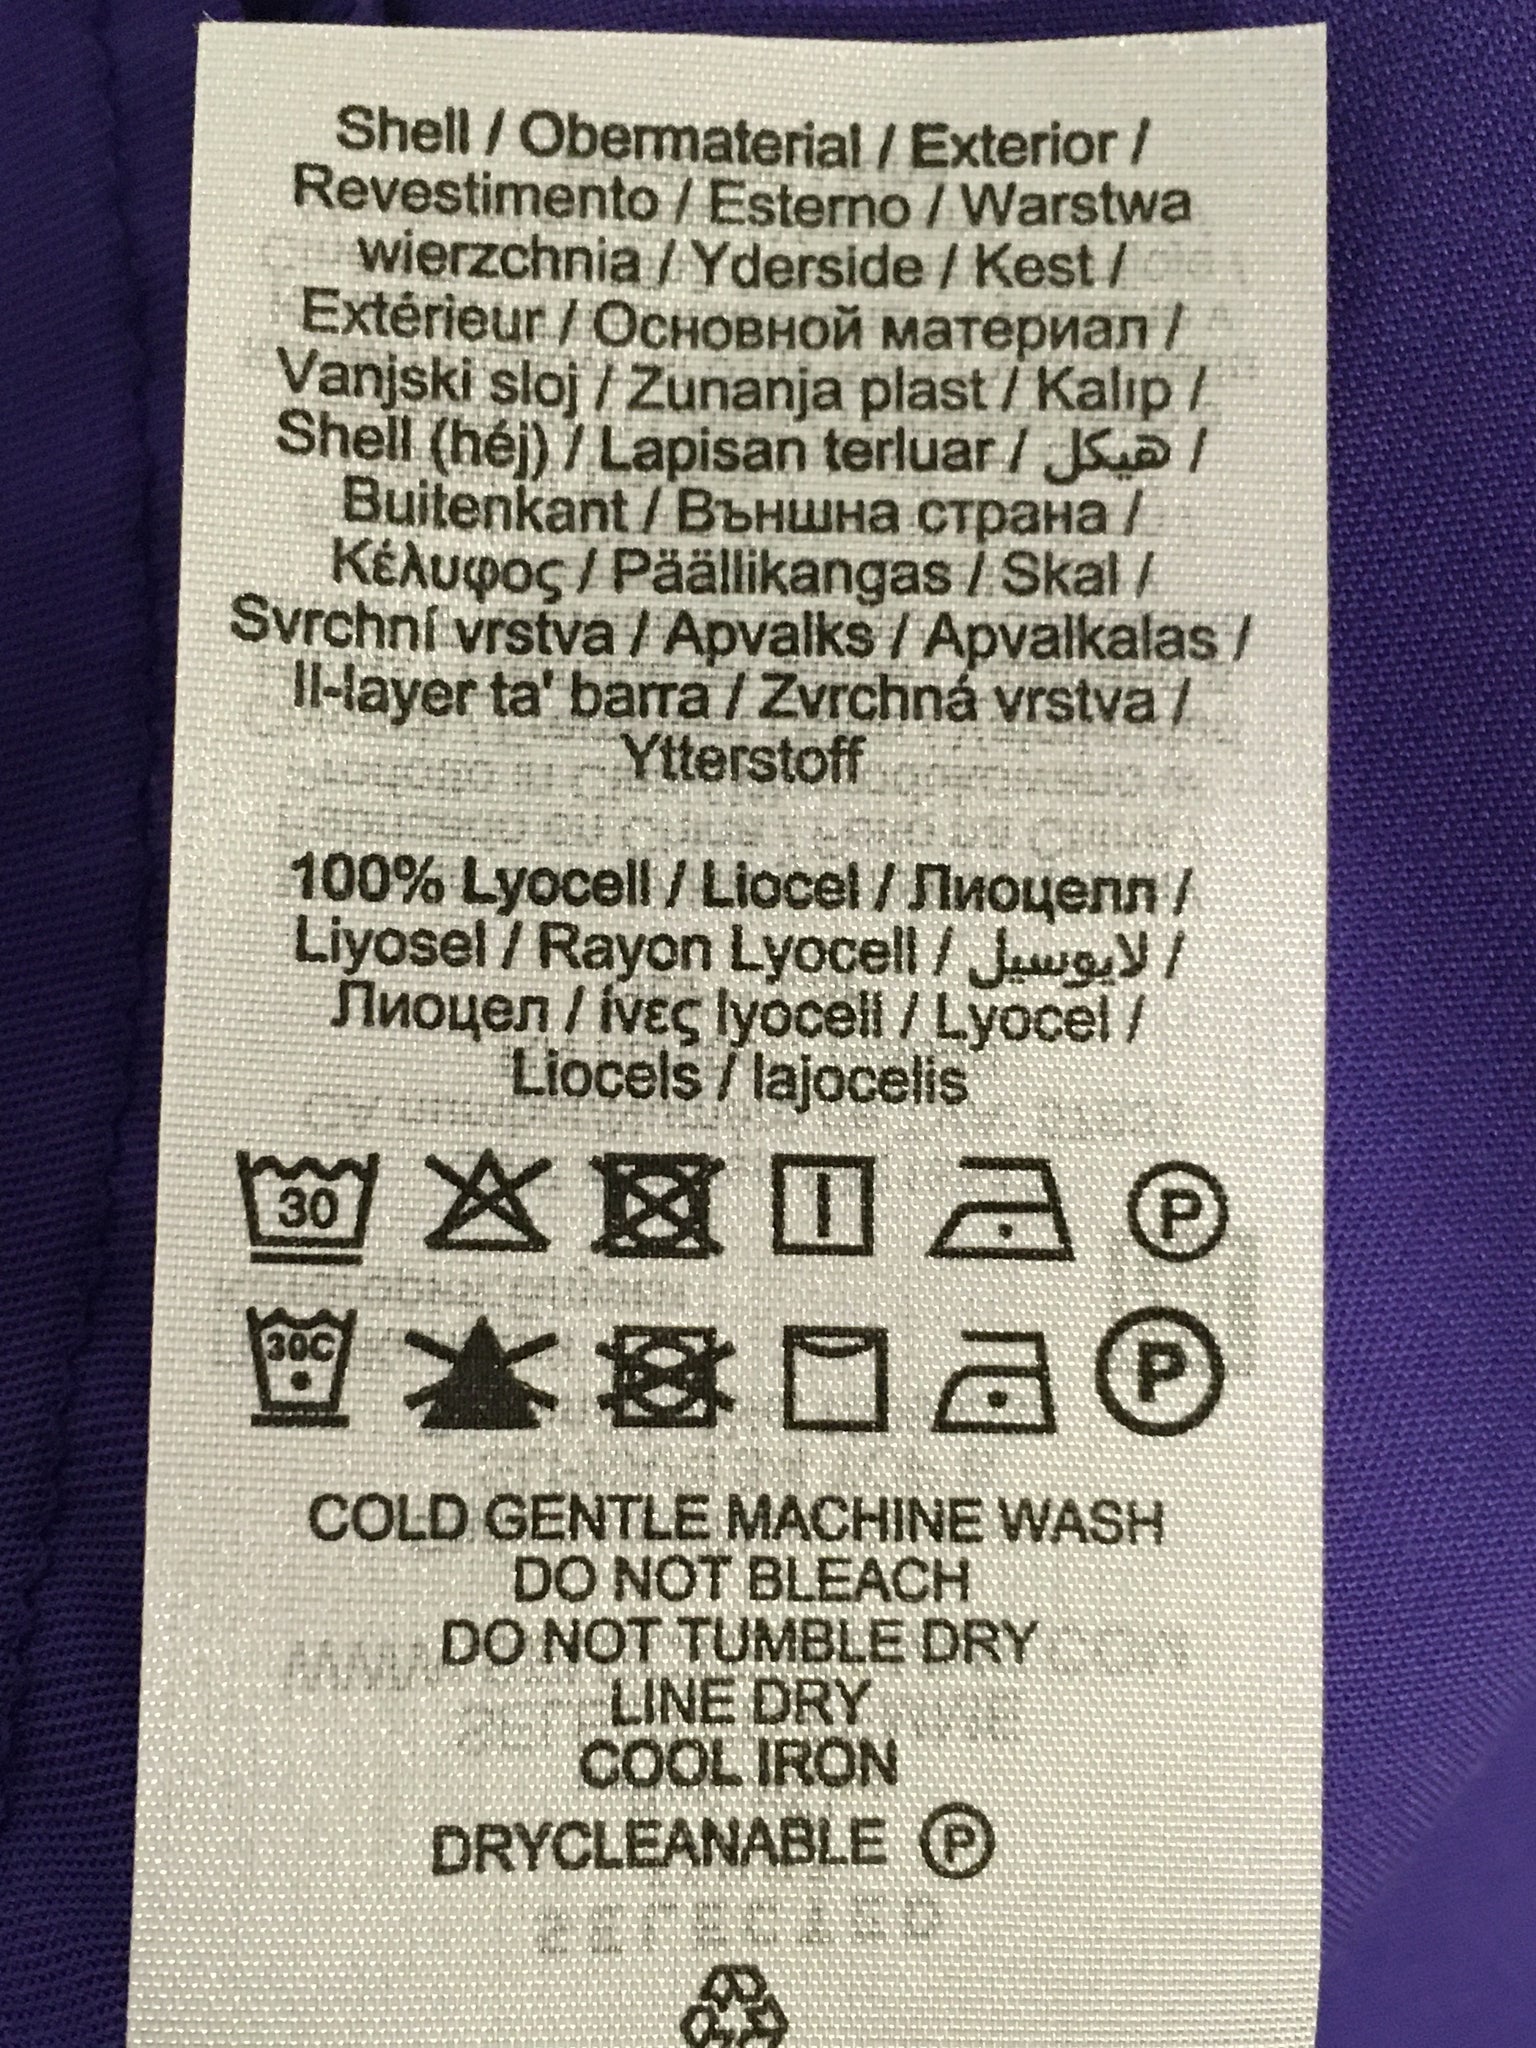 Shell / Obermaterial / Exterior /
Revestimento / Esterno / Warstwa
wierzchnia / Yderside / Kest /
Extérieur / Основной материал /
Vanjski sloj / Zunanja plast / Kalıp /
Shell (héj) / Lapisan terluar / هيكل /
Buitenkant / Външна страна /
Κέλυφος / Päällikangas / Skal /
Svrchní vrstva / Apvalks / Apvalkalas /
Il-layer ta' barra / Zvrchná vrstva /
Ytterstoff
100% Lyocell / Liocel / Лиоцелл /
Liyosel / Rayon Lyocell / لايوسيل /
Лиоцел / ίνες lyocell / Lyocel /
Liocels / lajocelis
30 P
30C P
COLD GENTLE MACHINE WASH
DO NOT BLEACH
DO NOT TUMBLE DRY
LINE DRY
COOL IRON
DRYCLEANABLE P